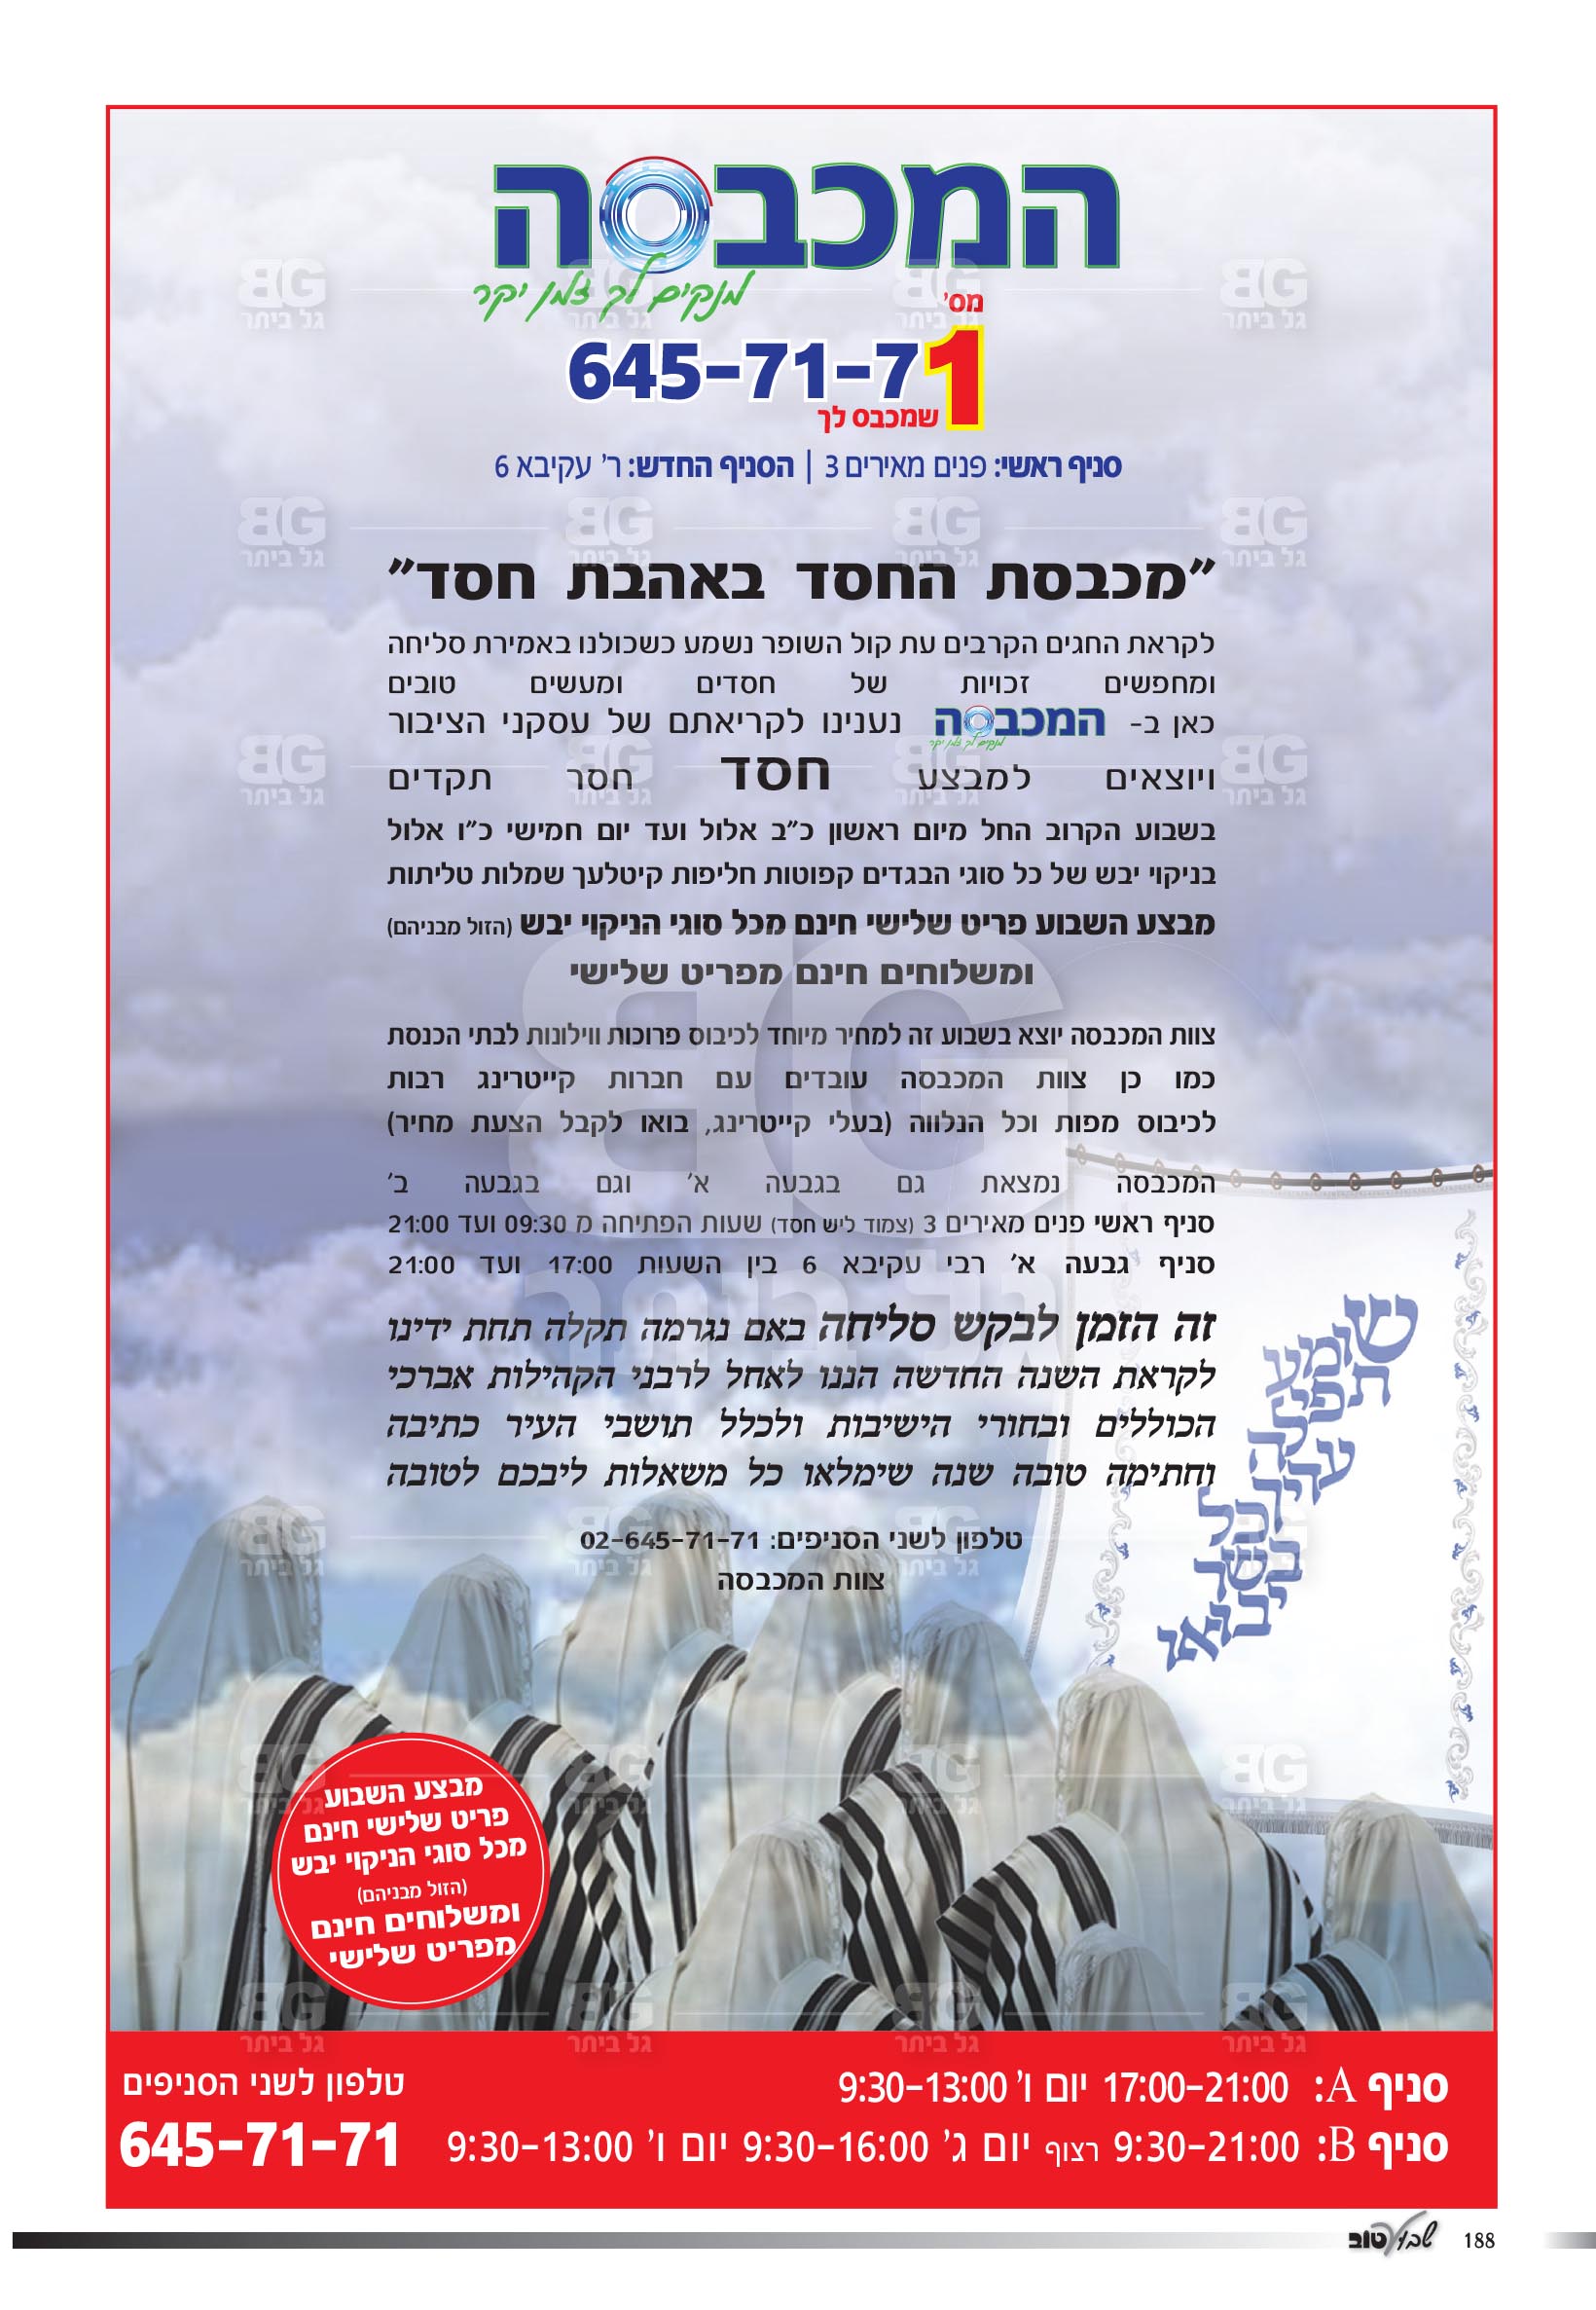 המכבסה
מנקים לך זמן יקר
מס'
645-71-71
שמכבס לך
סניף ראשי: פנים מאירים 3 | הסניף החדש: ר' עקיבא 6
"מכבסת החסד באהבת חסד"
לקראת החגים הקרבים עת קול השופר נשמע כשכולנו באמירת סליחה
ומחפשים זכויות של חסדים ומעשים טובים
כאן ב- המכבסה נענינו לקריאתם של עסקני הציבור
מנקים לך זמן יקר
ויוצאים למבצע חסד חסר תקדים
בשבוע הקרוב החל מיום ראשון כ"ב אלול ועד יום חמישי כ"ו אלול
בניקוי יבש של כל סוגי הבגדים קפוטות חליפות קיטלעך שמלות טליתות
מבצע השבוע פריט שלישי חינם מכל סוגי הניקוי יבש (הזול מבניהם)
ומשלוחים חינם מפריט שלישי
צוות המכבסה יוצא בשבוע זה למחיר מיוחד לכיבוס פרוכות ווילונות לבתי הכנסת
כמו כן צוות המכבסה עובדים עם חברות קייטרינג רבות
לכיבוס מפות וכל הנלווה (בעלי קייטרינג, בואו לקבל הצעת מחיר)
המכבסה נמצאת גם בגבעה א' וגם בגבעה ב'
סניף ראשי פנים מאירים 3 (צמוד ליש חסד) שעות הפתיחה מ 09:30 ועד 21:00
סניף גבעה א' רבי עקיבא 6 בין השעות 17:00 ועד 21:00
זה הזמן לבקש סליחה באם נגרמה תקלה תחת ידינו
לקראת השנה החדשה הננו לאחל לרבני הקהילות אברכי
הכוללים ובחורי הישיבות ולכלל תושבי העיר כתיבה
וחתימה טובה שנה שימלאו כל משאלות ליבכם לטובה
טלפון לשני הסניפים: 02-645-71-71
צוות המכבסה
שומע
תפלה
עדיך
כל
בשר
יבואו
מבצע השבוע
פריט שלישי חינם
מכל סוגי הניקוי יבש
(הזול מבניהם)
ומשלוחים חינם
מפריט שלישי
סניף A: 17:00-21:00 יום ו' 9:30-13:00
סניף B: 9:30-21:00 רצוף יום ג' 9:30-16:00 יום ו' 9:30-13:00
טלפון לשני הסניפים
645-71-71
BG
גל ביתר
188 שבוע טוב